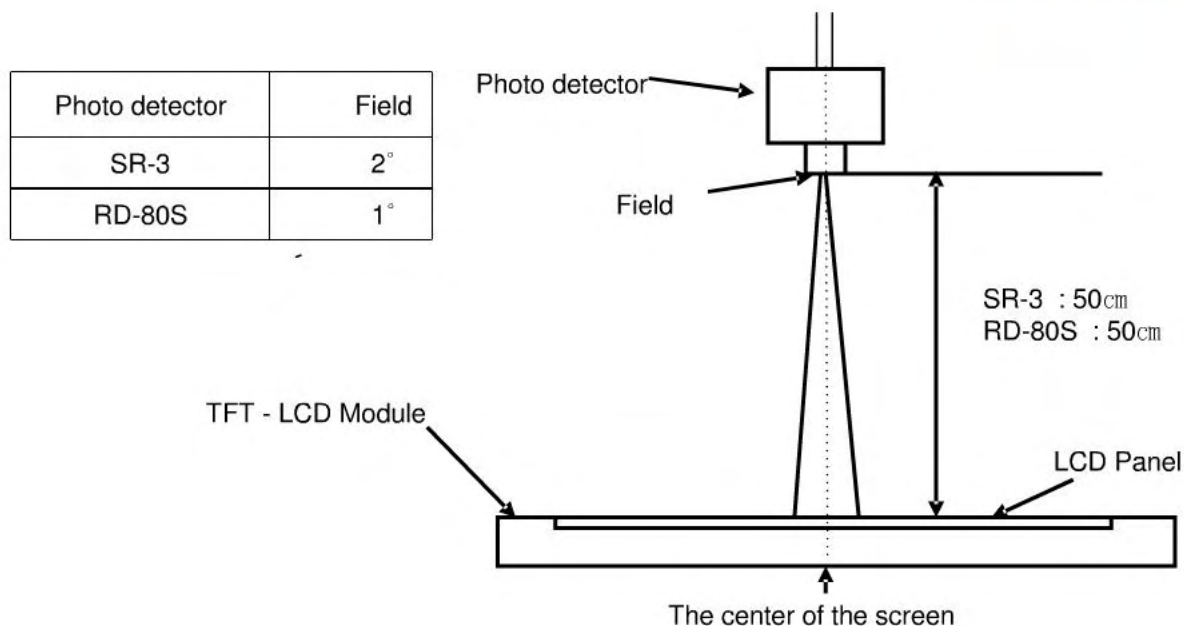 Photo detector Field
SR-3 2°
RD-80S 1°
Photo detector
Field
SR-3 : 50㎝
RD-80S : 50㎝
TFT - LCD Module
LCD Panel
The center of the screen